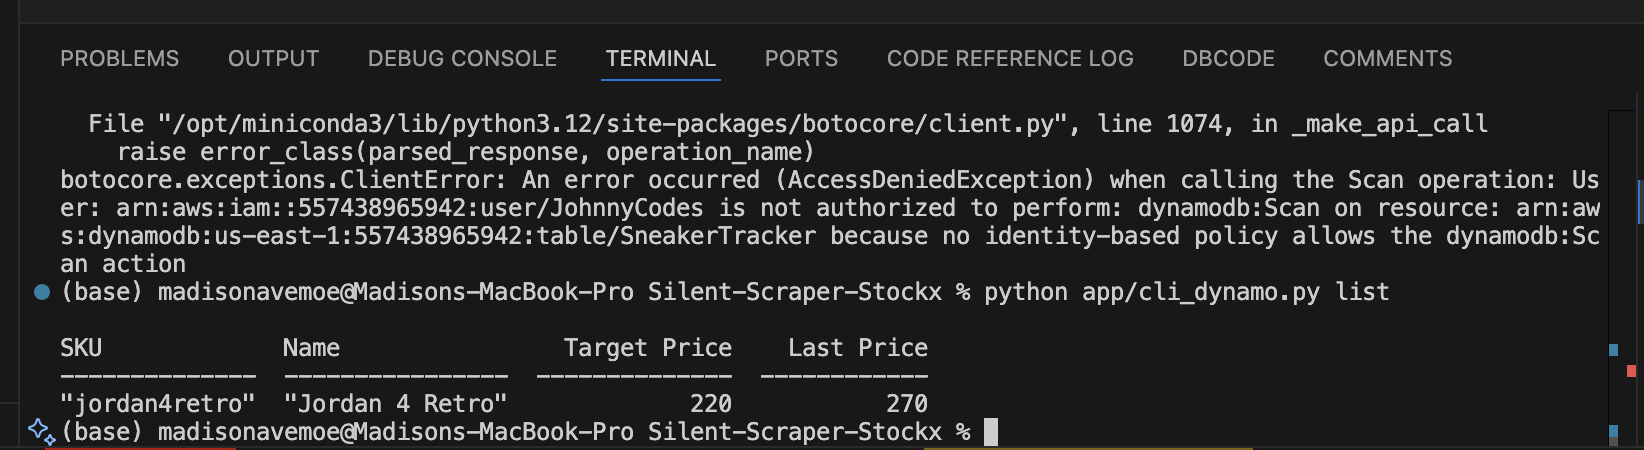 PROBLEMS OUTPUT DEBUG CONSOLE TERMINAL PORTS CODE REFERENCE LOG DBCODE COMMENTS
  File "/opt/miniconda3/lib/python3.12/site-packages/botocore/client.py", line 1074, in _make_api_call
    raise error_class(parsed_response, operation_name)
botocore.exceptions.ClientError: An error occurred (AccessDeniedException) when calling the Scan operation: Us
er: arn:aws:iam::557438965942:user/JohnnyCodes is not authorized to perform: dynamodb:Scan on resource: arn:aw
s:dynamodb:us-east-1:557438965942:table/SneakerTracker because no identity-based policy allows the dynamodb:Sc
an action
(base) madisonavemoe@Madisons-MacBook-Pro Silent-Scraper-Stockx % python app/cli_dynamo.py list
SKU             Name                Target Price    Last Price
--------------  ----------------  --------------  ------------
"jordan4retro"  "Jordan 4 Retro"             220           270
(base) madisonavemoe@Madisons-MacBook-Pro Silent-Scraper-Stockx %